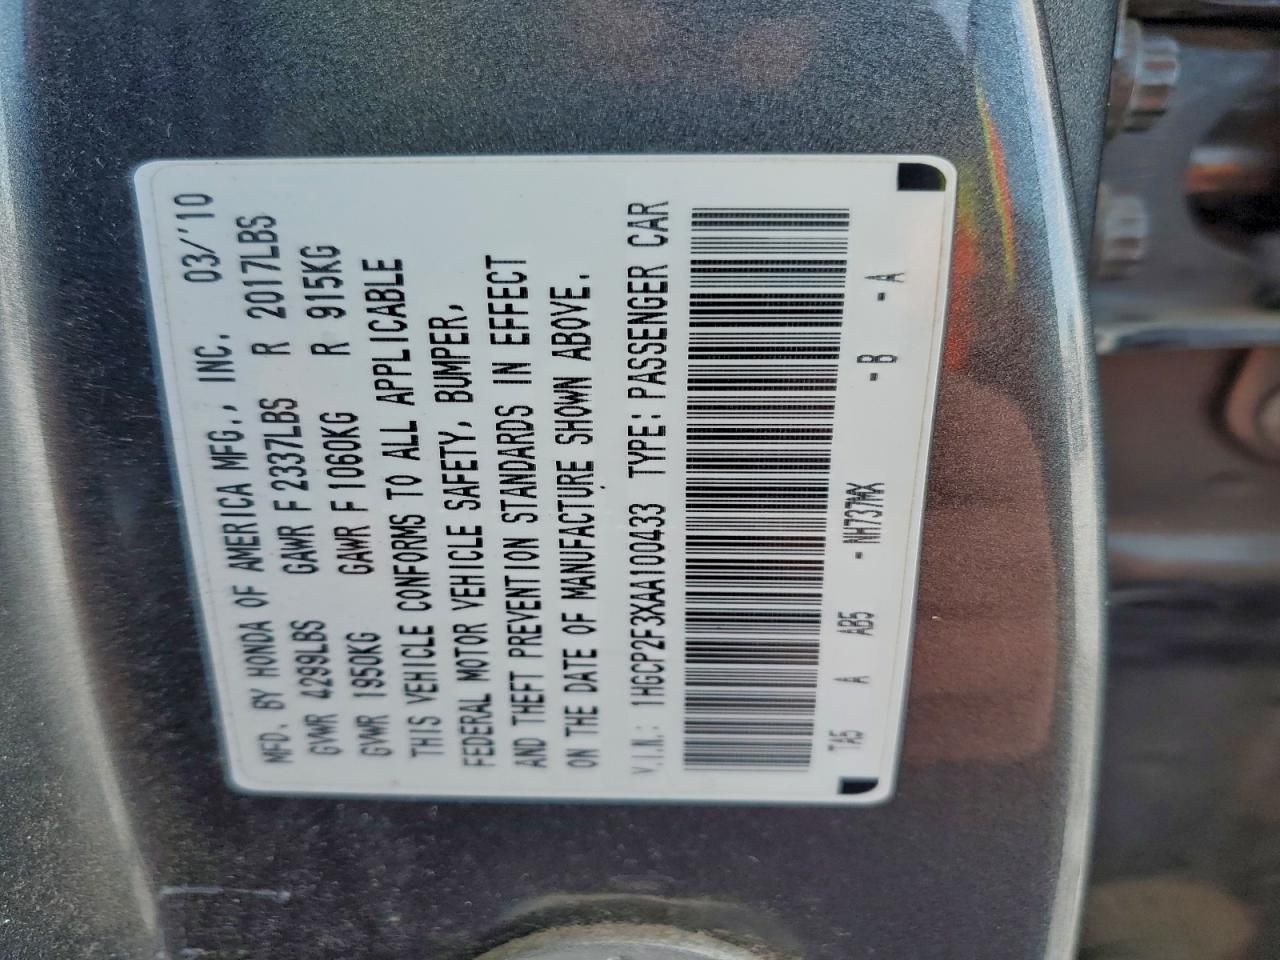 MFD. BY HONDA OF AMERICA MFG., INC. 03/'10
GVWR 4299LBS GAWR F 2337LBS R 2017LBS
GVWR 1950KG GAWR F 1060KG R 915KG
THIS VEHICLE CONFORMS TO ALL APPLICABLE
FEDERAL MOTOR VEHICLE SAFETY, BUMPER,
AND THEFT PREVENTION STANDARDS IN EFFECT
ON THE DATE OF MANUFACTURE SHOWN ABOVE.
V.I.N.: 1HGCP2F3XAA100433 TYPE: PASSENGER CAR
TA5 A AB5 - NH737MX -B -A